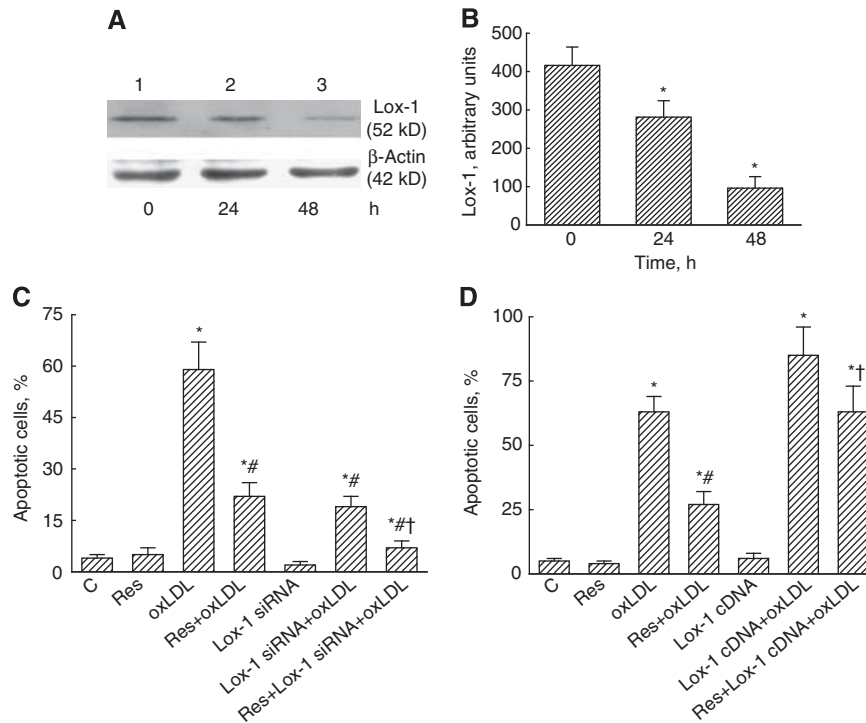 A
1 2 3
Lox-1
(52 kD)
β-Actin
(42 kD)
0 24 48 h
B
Lox-1, arbitrary units
500
400
300
200
100
0
*
*
0 24 48
Time, h
C
Apoptotic cells, %
75
60
45
30
15
0
*
*#
*#
*#†
C
Res
oxLDL
Res+oxLDL
Lox-1 siRNA
Lox-1 siRNA+oxLDL
Res+Lox-1 siRNA+oxLDL
D
Apoptotic cells, %
100
75
50
25
0
*
*#
*
*†
C
Res
oxLDL
Res+oxLDL
Lox-1 cDNA
Lox-1 cDNA+oxLDL
Res+Lox-1 cDNA+oxLDL